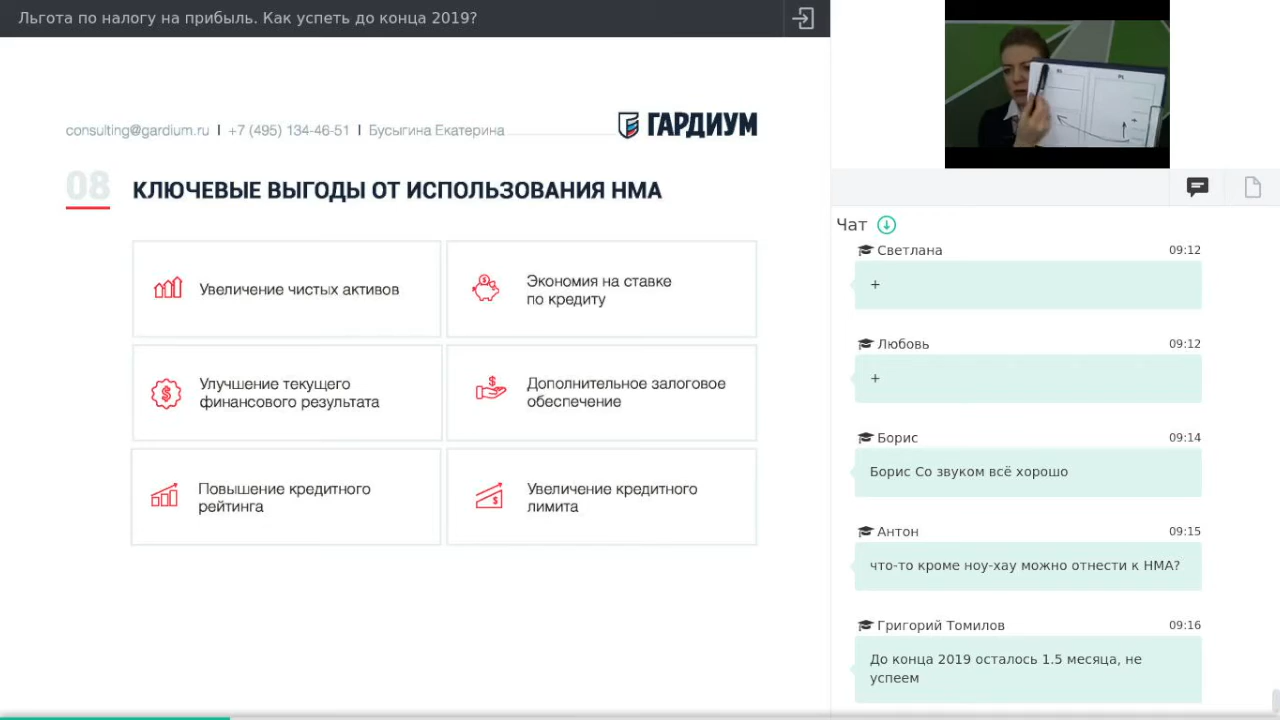 Льгота по налогу на прибыль. Как успеть до конца 2019?
consulting@gardium.ru I +7 (495) 134-46-51 I Бусыгина Екатерина
ГАРДИУМ
08
КЛЮЧЕВЫЕ ВЫГОДЫ ОТ ИСПОЛЬЗОВАНИЯ НМА
Увеличение чистых активов
Экономия на ставке
по кредиту
Улучшение текущего
финансового результата
Дополнительное залоговое
обеспечение
Повышение кредитного
рейтинга
Увеличение кредитного
лимита
Чат
Светлана 09:12
+
Любовь 09:12
+
Борис 09:14
Борис Со звуком всё хорошо
Антон 09:15
что-то кроме ноу-хау можно отнести к НМА?
Григорий Томилов 09:16
До конца 2019 осталось 1.5 месяца, не
успеем